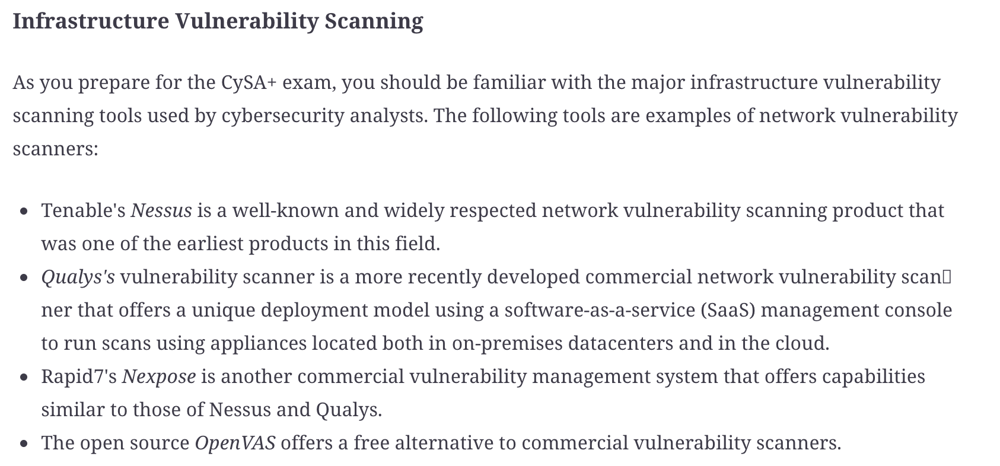 Infrastructure Vulnerability Scanning
As you prepare for the CySA+ exam, you should be familiar with the major infrastructure vulnerability
scanning tools used by cybersecurity analysts. The following tools are examples of network vulnerability
scanners:
• Tenable's Nessus is a well-known and widely respected network vulnerability scanning product that
was one of the earliest products in this field.
• Qualys's vulnerability scanner is a more recently developed commercial network vulnerability scan▯
ner that offers a unique deployment model using a software-as-a-service (SaaS) management console
to run scans using appliances located both in on-premises datacenters and in the cloud.
• Rapid7's Nexpose is another commercial vulnerability management system that offers capabilities
similar to those of Nessus and Qualys.
• The open source OpenVAS offers a free alternative to commercial vulnerability scanners.